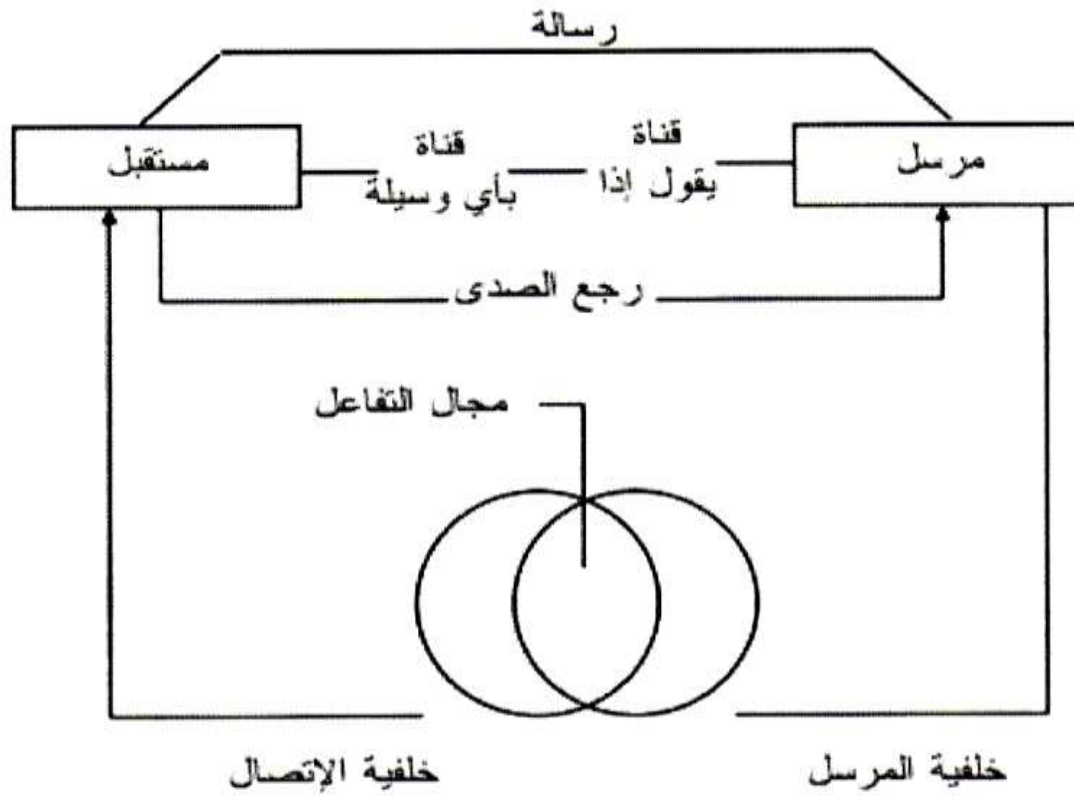 رسالة
مرسل
قناة
يقول إذا
قناة
بأي وسيلة
مستقبل
رجع الصدى
مجال التفاعل
خلفية المرسل
خلفية الإتصال